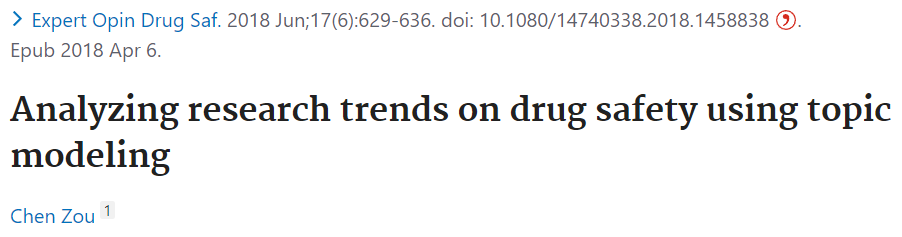 > Expert Opin Drug Saf. 2018 Jun;17(6):629-636. doi: 10.1080/14740338.2018.1458838.
Epub 2018 Apr 6.
Analyzing research trends on drug safety using topic
modeling
Chen Zou 1